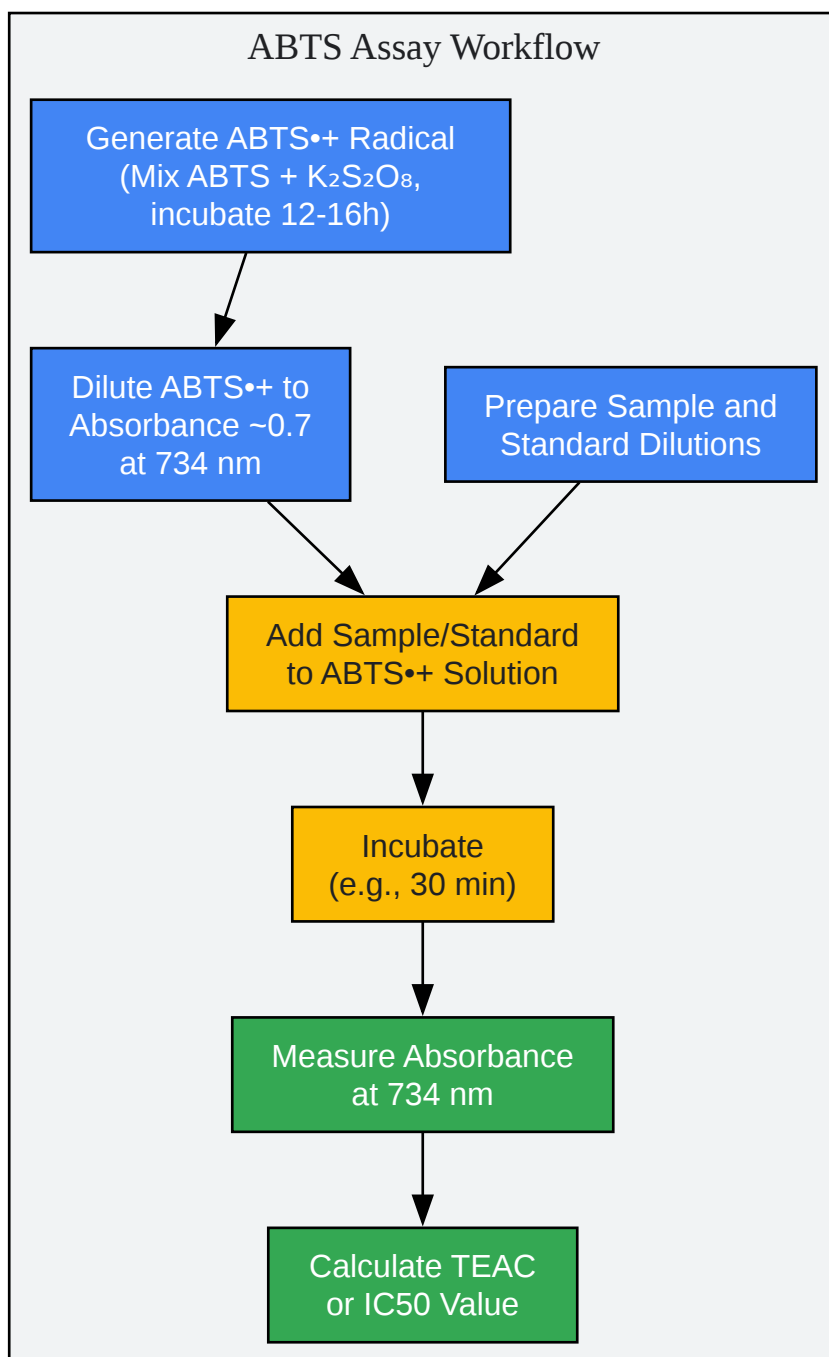 ABTS Assay Workflow
Generate ABTS•+ Radical
(Mix ABTS + K₂S₂O₈,
incubate 12-16h)
Dilute ABTS•+ to
Absorbance ~0.7
at 734 nm
Prepare Sample and
Standard Dilutions
Add Sample/Standard
to ABTS•+ Solution
Incubate
(e.g., 30 min)
Measure Absorbance
at 734 nm
Calculate TEAC
or IC50 Value